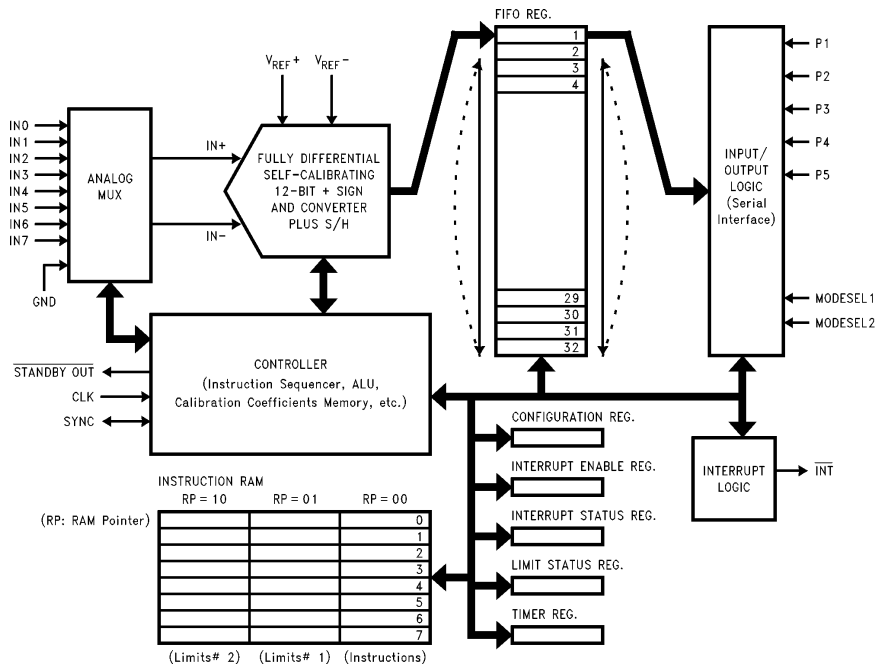 FIFO REG.
VREF+ VREF-
1
2
3
4
29
30
31
32
P1
P2
P3
P4
P5
MODESEL1
MODESEL2
INPUT/
OUTPUT
LOGIC
(Serial
Interface)
IN0
IN1
IN2
IN3
IN4
IN5
IN6
IN7
GND
ANALOG
MUX
IN+
IN-
FULLY DIFFERENTIAL
SELF-CALIBRATING
12-BIT + SIGN
AND CONVERTER
PLUS S/H
STANDBY OUT
CLK
SYNC
CONTROLLER
(Instruction Sequencer, ALU,
Calibration Coefficients Memory, etc.)
CONFIGURATION REG.
INTERRUPT ENABLE REG.
INTERRUPT STATUS REG.
LIMIT STATUS REG.
TIMER REG.
INTERRUPT
LOGIC
INT
INSTRUCTION RAM
RP = 10 RP = 01 RP = 00
(RP: RAM Pointer)
0
1
2
3
4
5
6
7
(Limits# 2) (Limits# 1) (Instructions)